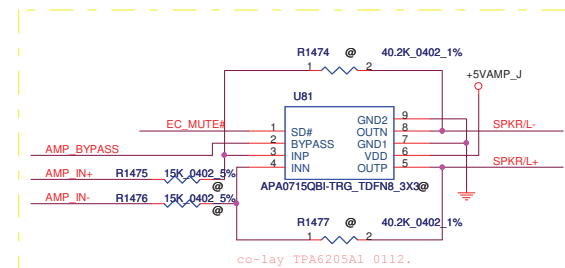 R1474 @ 40.2K_0402_1%
1 2
+5VAMP_J
U81
GND2 9
EC_MUTE# 1 SD# OUTN 8 SPKR/L-
2 BYPASS GND1 7
AMP_BYPASS 3 INP VDD 6
4 INN OUTP 5 SPKR/L+
AMP_IN+ R1475 15K_0402_5%
@
APA0715QBI-TRG_TDFN8_3X3@
AMP_IN- R1476 15K_0402_5%
@
R1477 @ 40.2K_0402_1%
1 2
co-lay TPA6205A1 0112.